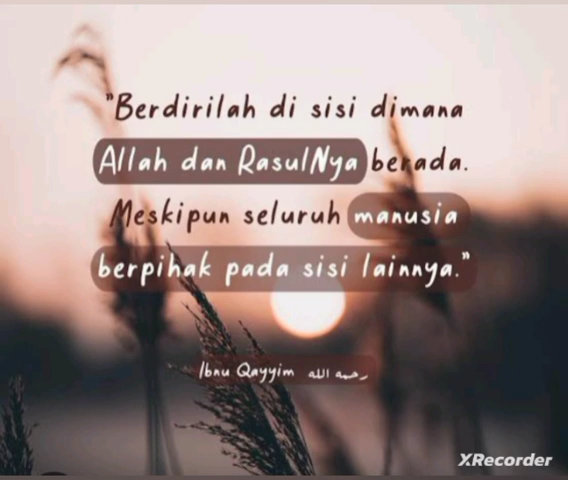 "Berdirilah di sisi dimana
Allah dan RasulNya berada.
Meskipun seluruh manusia
berpihak pada sisi lainnya."
Ibnu Qayyim رحمه الله
XRecorder